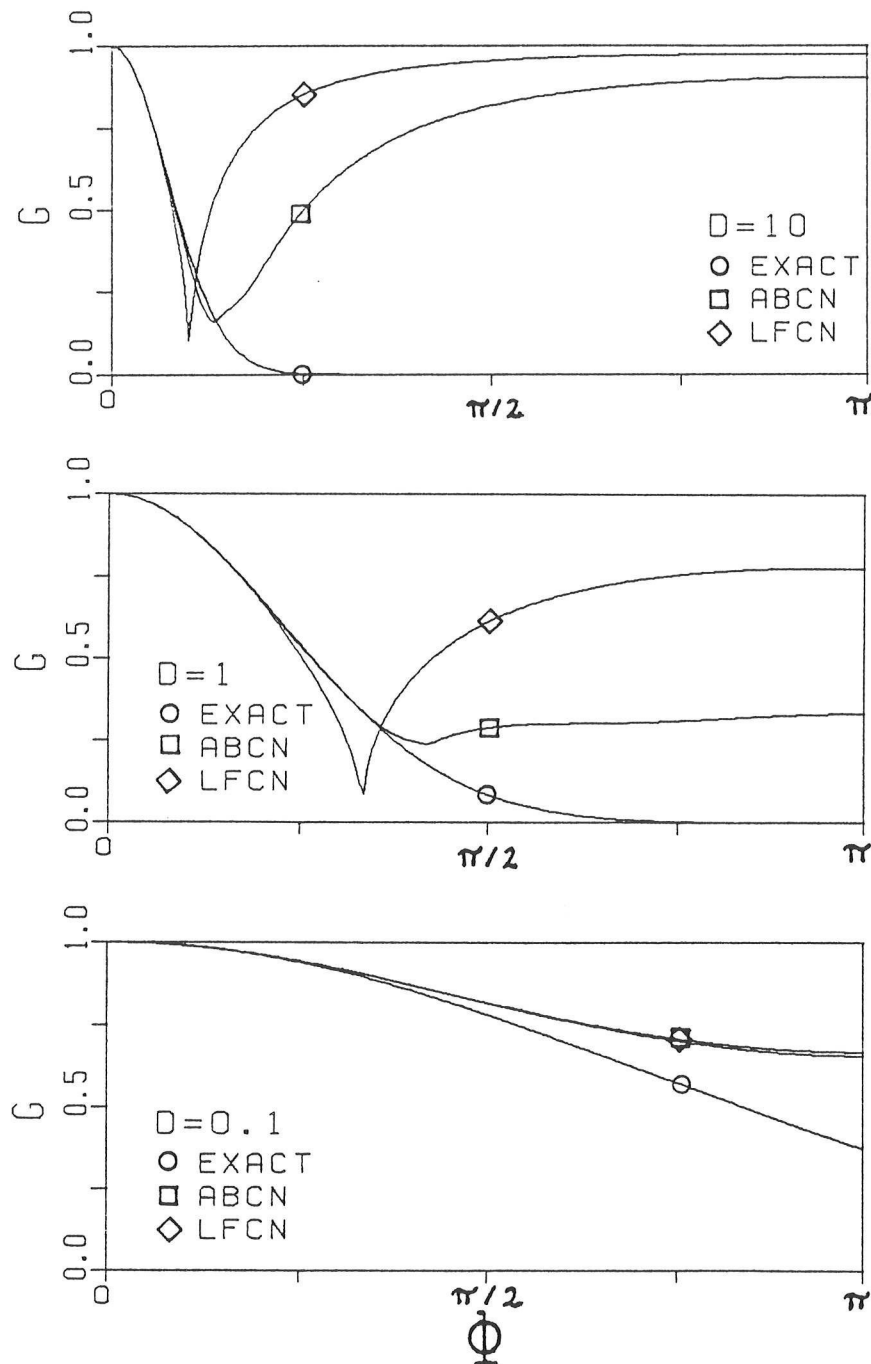 1.0
0.5
0.0
G
D=10
EXACT
ABCN
LFCN
0
π/2
π
1.0
0.5
0.0
G
D=1
EXACT
ABCN
LFCN
0
π/2
π
1.0
0.5
0.0
G
D=0.1
EXACT
ABCN
LFCN
0
π/2
π
Φ